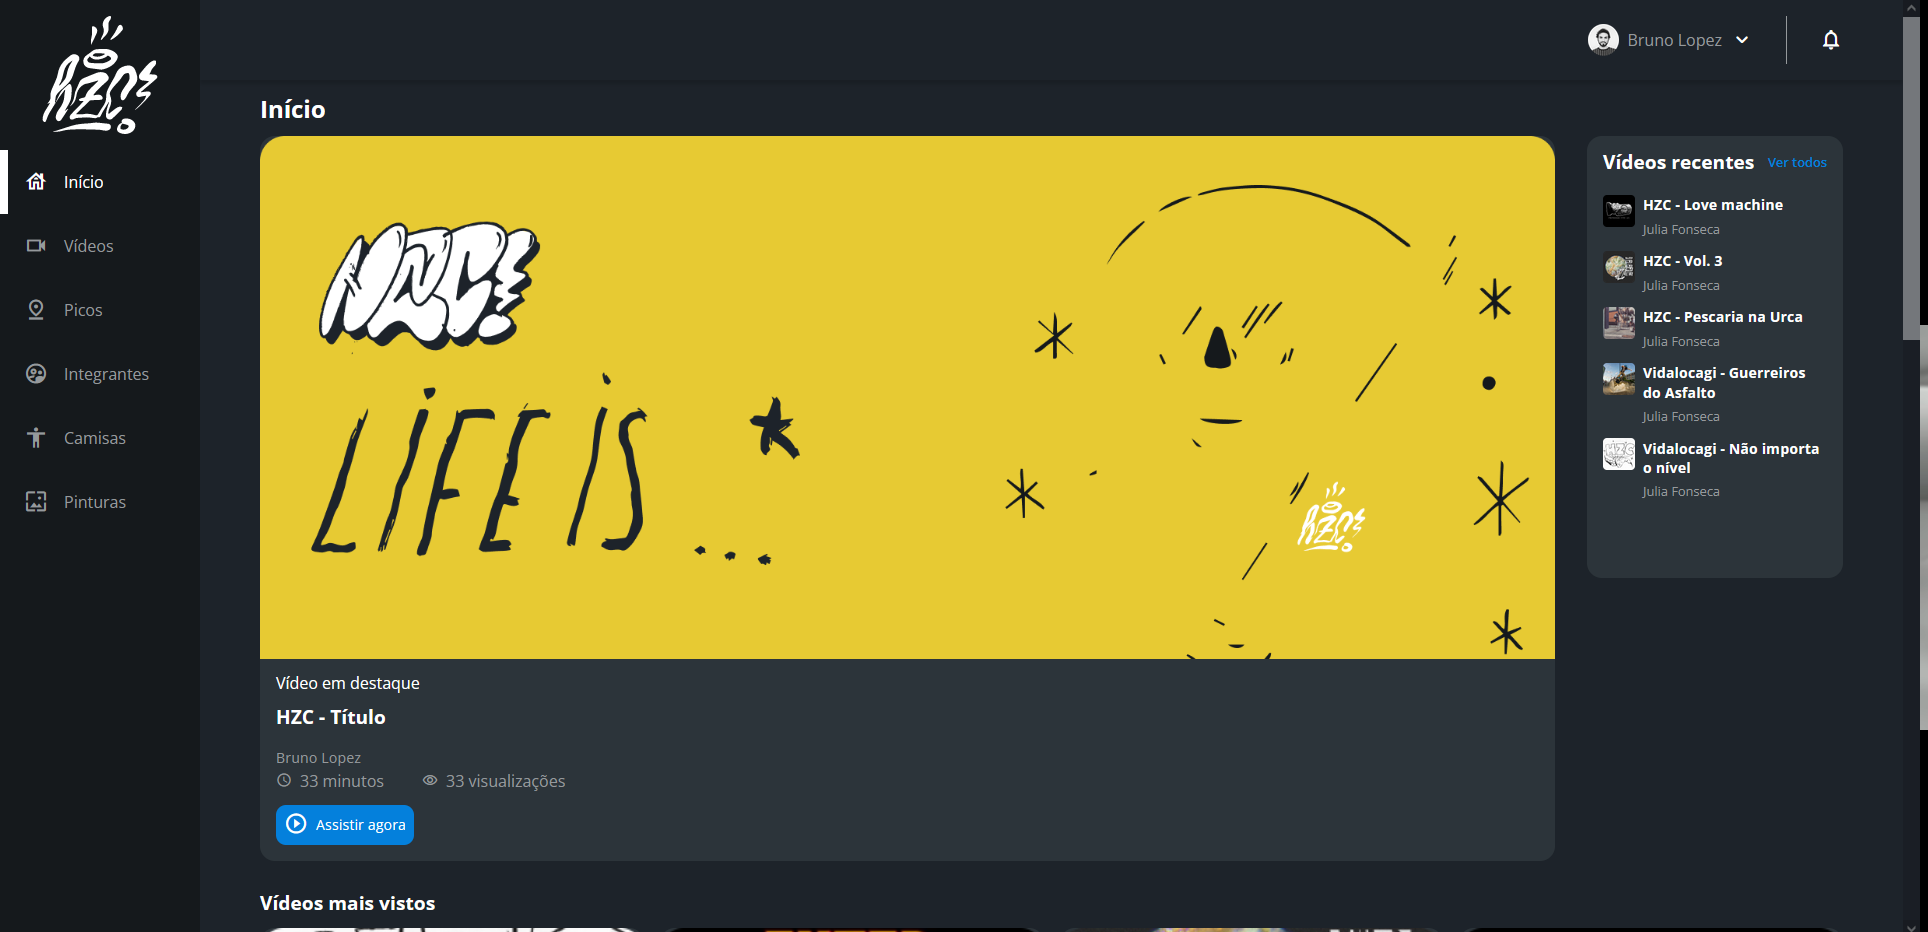 HZC
Bruno Lopez
Início
Início
Vídeos
Picos
Integrantes
Camisas
Pinturas
HZC
LIFE IS ...
HZC
Vídeo em destaque
HZC - Título
Bruno Lopez
33 minutos
33 visualizações
Assistir agora
Vídeos recentes
Ver todos
HZC - Love machine
Julia Fonseca
HZC - Vol. 3
Julia Fonseca
HZC - Pescaria na Urca
Julia Fonseca
Vidalocagi - Guerreiros
do Asfalto
Julia Fonseca
Vidalocagi - Não importa
o nível
Julia Fonseca
Vídeos mais vistos